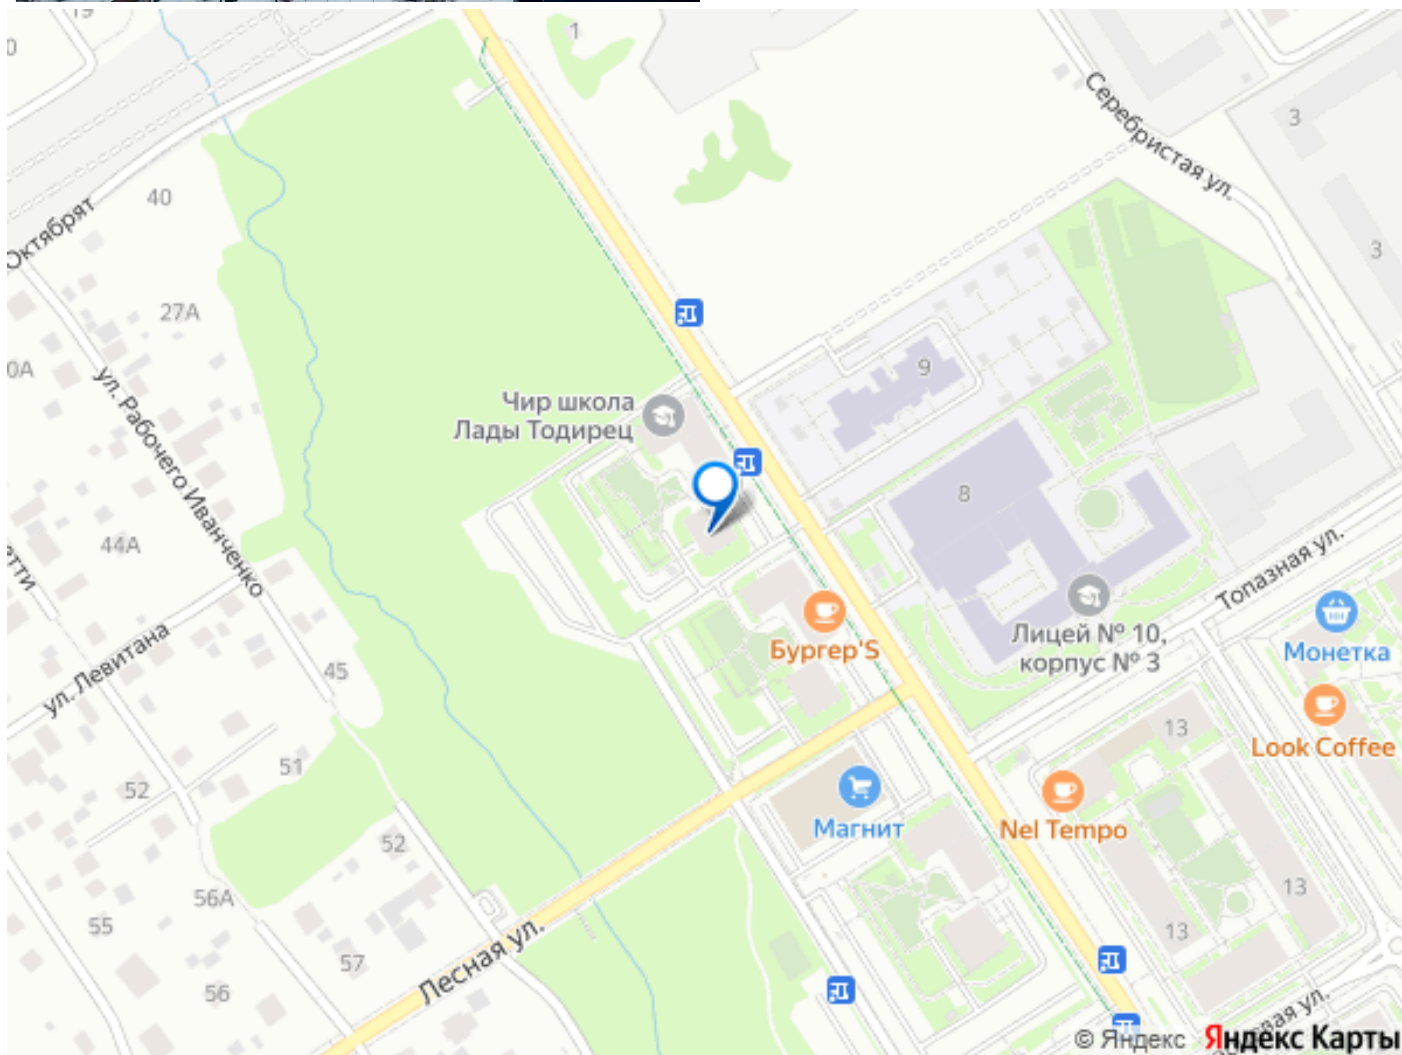 19
1
3
Серебристая ул.
40
Октябрят
3
27А
9
ул. Рабочего Иванченко
Чир школа
Лады Тодирец
8
44А
Топазная ул.
Лицей № 10,
корпус № 3
Бургер'S
Монетка
ул. Левитана
45
13
Look Coffee
51
52
Магнит
Nel Tempo
52
13
56А
55
13
57
Лесная ул.
56
© Яндекс Яндекс Карты